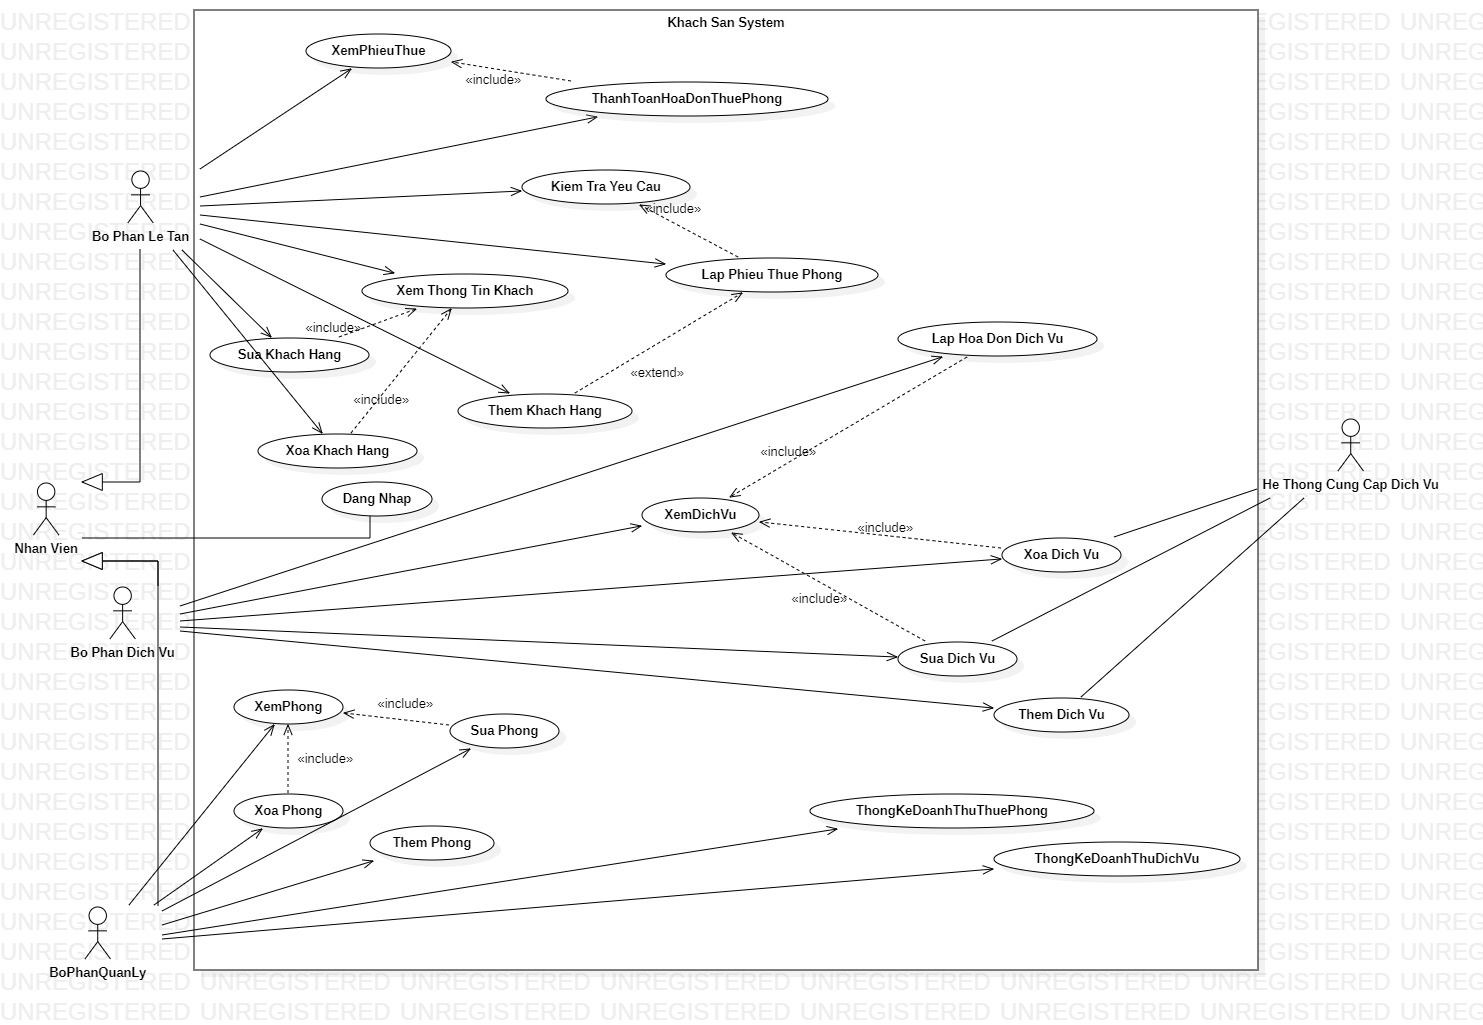 Khach San System
XemPhieuThue
«include»
ThanhToanHoaDonThuePhong
Kiem Tra Yeu Cau
«include»
Bo Phan Le Tan
Lap Phieu Thue Phong
Xem Thong Tin Khach
«include»
Sua Khach Hang
Lap Hoa Don Dich Vu
«extend»
«include»
Them Khach Hang
Xoa Khach Hang
«include»
He Thong Cung Cap Dich Vu
Dang Nhap
XemDichVu
«include»
Nhan Vien
Xoa Dich Vu
«include»
Bo Phan Dich Vu
Sua Dich Vu
XemPhong
«include»
Them Dich Vu
Sua Phong
«include»
Xoa Phong
ThongKeDoanhThuThuePhong
Them Phong
ThongKeDoanhThuDichVu
BoPhanQuanLy
UNREGISTERED